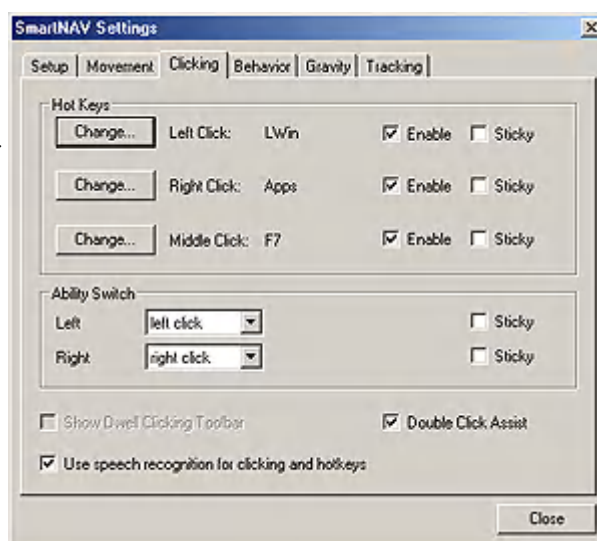 SmartNAV Settings
Setup Movement Clicking Behavior Gravity Tracking
Hot Keys
Change... Left Click: LWin Enable Sticky
Change... Right Click: Apps Enable Sticky
Change... Middle Click: F7 Enable Sticky
Ability Switch
Left left click Sticky
Right right click Sticky
Show Dwell Clicking Toolbar Double Click Assist
Use speech recognition for clicking and hotkeys
Close